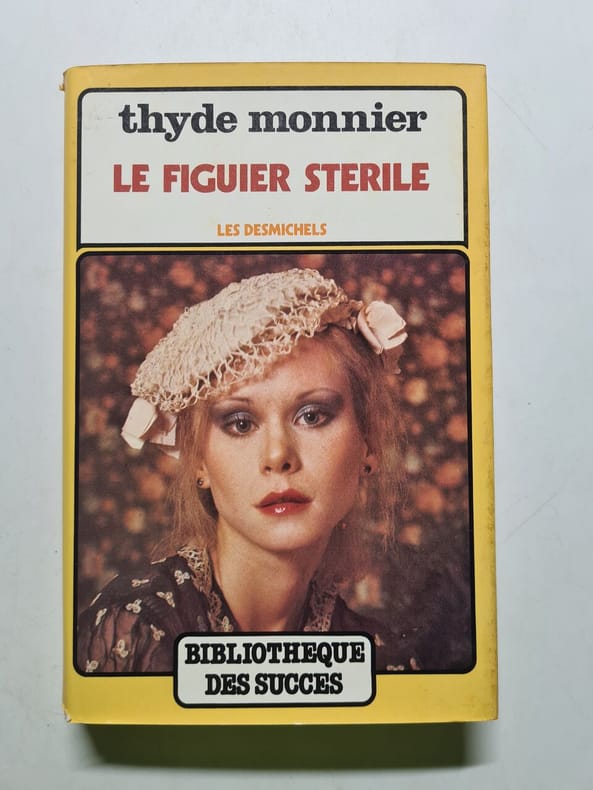 thyde monnier
LE FIGUIER STERILE
LES DESMICHELS
BIBLIOTHEQUE
DES SUCCES